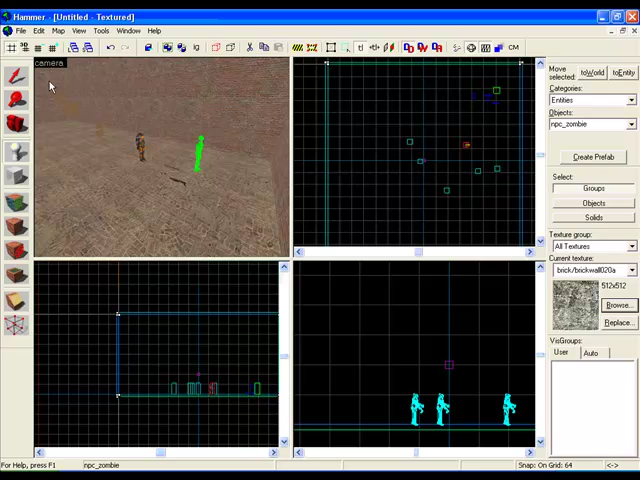 Hammer - [Untitled - Textured]
File Edit Map View Tools Window Help
CM
camera
Move selected:
toWorld
toEntity
Categories:
Entities
Objects:
npc_zombie
Create Prefab
Select:
Groups
Objects
Solids
Texture group:
All Textures
Current texture:
brick/brickwall020a
512x512
Browse...
Replace...
VisGroups:
User Auto
For Help, press F1
npc_zombie
Snap: On Grid: 64
<->